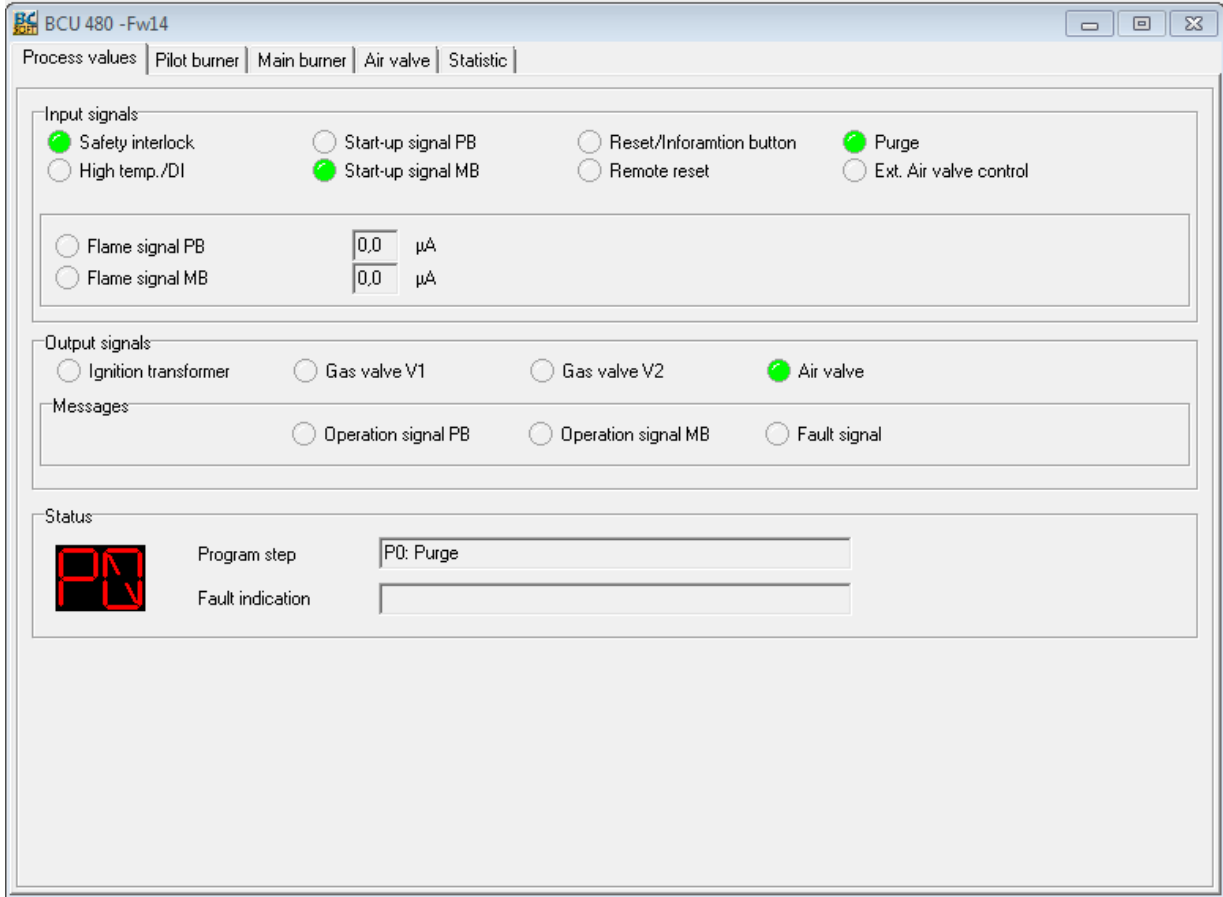 BC SOFT BCU 480 -Fw14
Process values Pilot burner Main burner Air valve Statistic
Input signals
Safety interlock Start-up signal PB Reset/Inforamtion button Purge
High temp./DI Start-up signal MB Remote reset Ext. Air valve control
Flame signal PB 0,0 µA
Flame signal MB 0,0 µA
Output signals
Ignition transformer Gas valve V1 Gas valve V2 Air valve
Messages
Operation signal PB Operation signal MB Fault signal
Status
P0 Program step P0: Purge
Fault indication